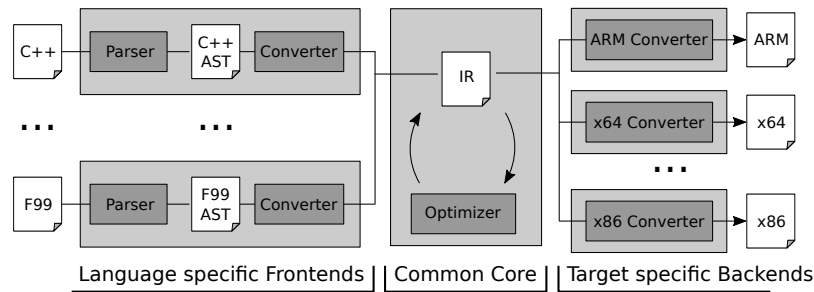 C++
Parser
C++
AST
Converter
IR
ARM Converter
ARM
...
...
x64 Converter
x64
...
F99
Parser
F99
AST
Converter
Optimizer
x86 Converter
x86
Language specific Frontends
Common Core
Target specific Backends